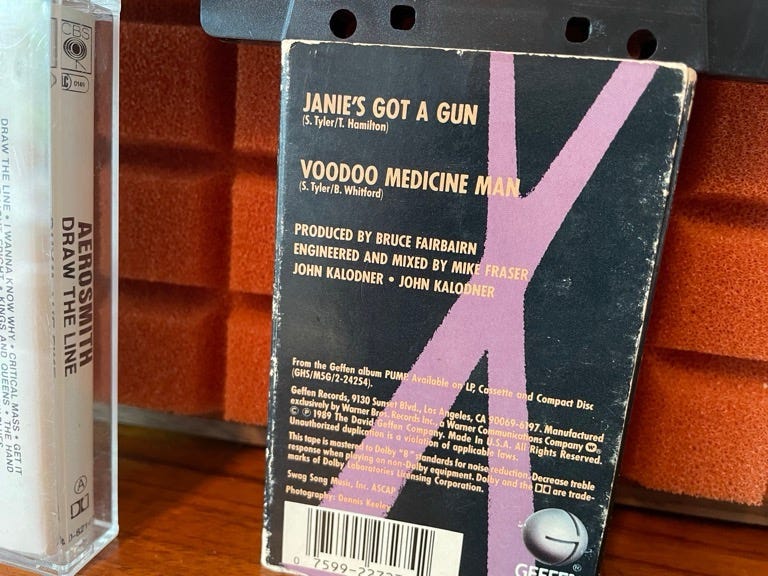 CBS
AEROSMITH
DRAW THE LINE
DRAW THE LINE • I WANNA KNOW WHY • CRITICAL MASS • GET IT
KINGS AND QUEENS • THE HAND
JANIE'S GOT A GUN
(S. Tyler/T. Hamilton)
VOODOO MEDICINE MAN
(S. Tyler/B. Whitford)
PRODUCED BY BRUCE FAIRBAIRN
ENGINEERED AND MIXED BY MIKE FRASER
JOHN KALODNER • JOHN KALODNER
From the Geffen album PUMP. Available on LP, Cassette and Compact Disc
(GHS/M5G/2-24254).
Geffen Records, 9130 Sunset Blvd., Los Angeles, CA 90069-6197. Manufactured
exclusively by Warner Bros. Records Inc., a Warner Communications Company
© ℗ 1989 The David Geffen Company. Made In U.S.A. All Rights Reserved.
Unauthorized duplication is a violation of applicable laws.
This tape is mastered to Dolby "B" standards for noise reduction. Decrease treble
response when playing on non-Dolby equipment. Dolby and the are trade-
marks of Dolby Laboratories Licensing Corporation.
Swag Song Music, Inc. ASCAP
Photography: Dennis Keeley
0 7599-2272
GEFFEN